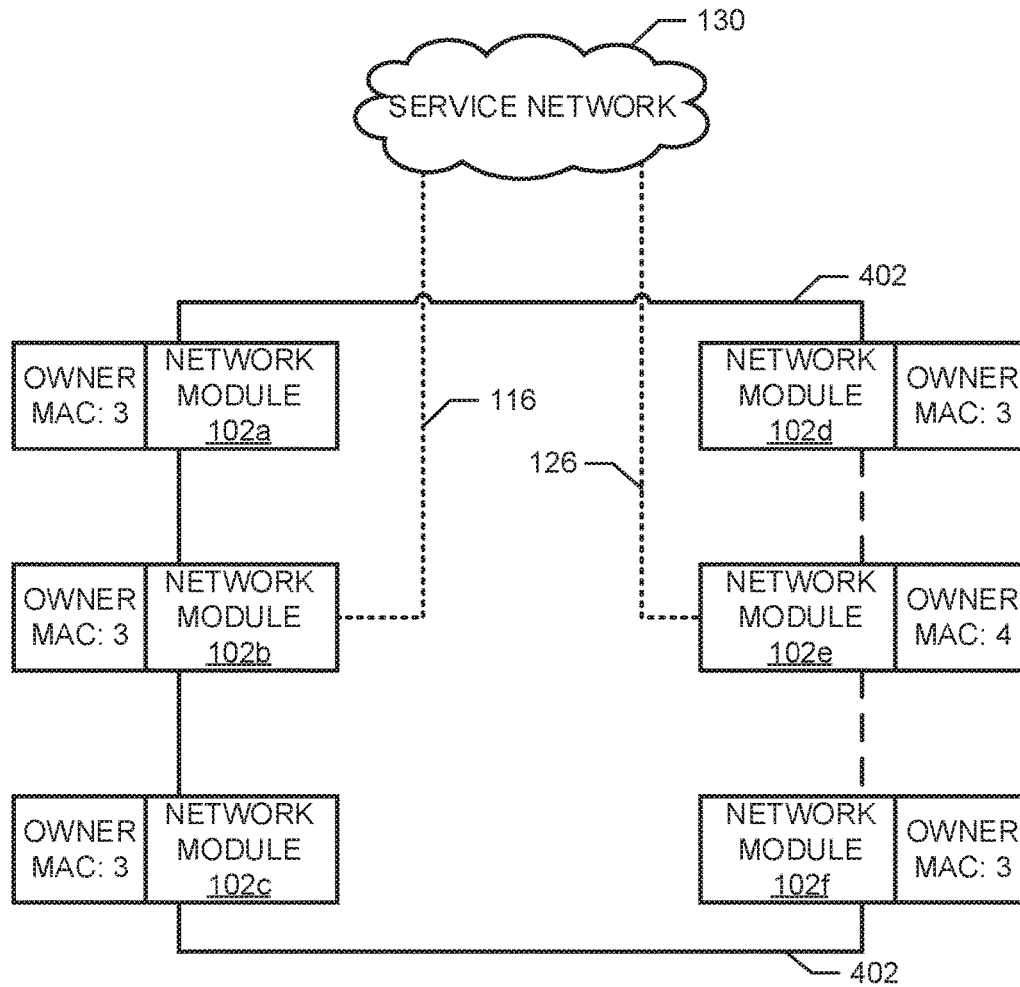 130
SERVICE NETWORK
402
OWNER
MAC: 3
NETWORK
MODULE
102a
116
126
NETWORK
MODULE
102d
OWNER
MAC: 3
OWNER
MAC: 3
NETWORK
MODULE
102b
NETWORK
MODULE
102e
OWNER
MAC: 4
OWNER
MAC: 3
NETWORK
MODULE
102c
NETWORK
MODULE
102f
OWNER
MAC: 3
402